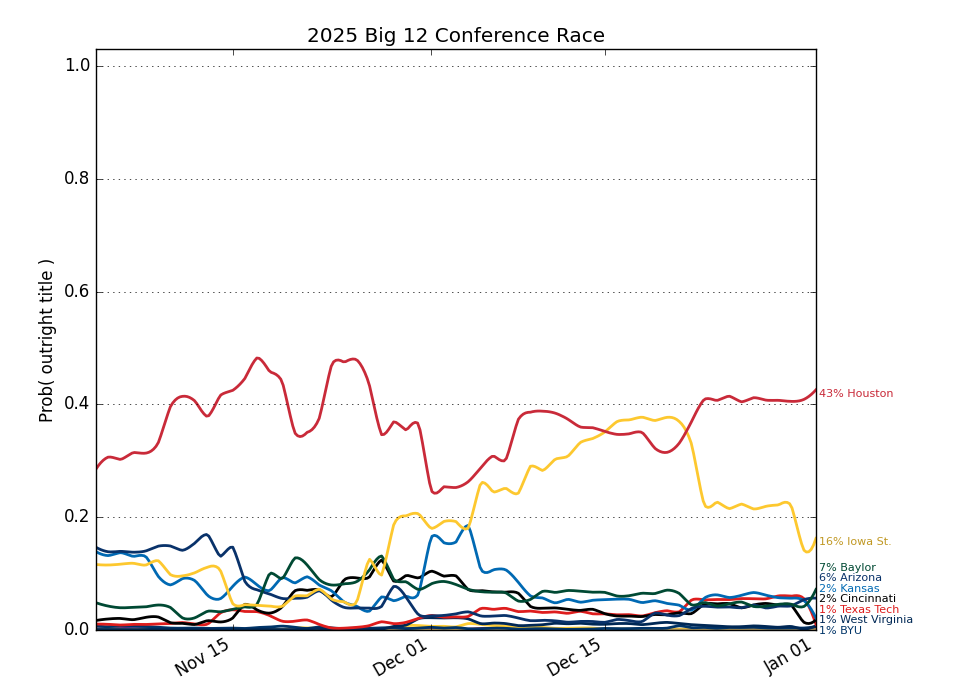 2025 Big 12 Conference Race
Prob( outright title )
1.0
0.8
0.6
0.4
0.2
0.0
43% Houston
16% Iowa St.
7% Baylor
6% Arizona
2% Kansas
2% Cincinnati
1% Texas Tech
1% West Virginia
1% BYU
Nov 15
Dec 01
Dec 15
Jan 01